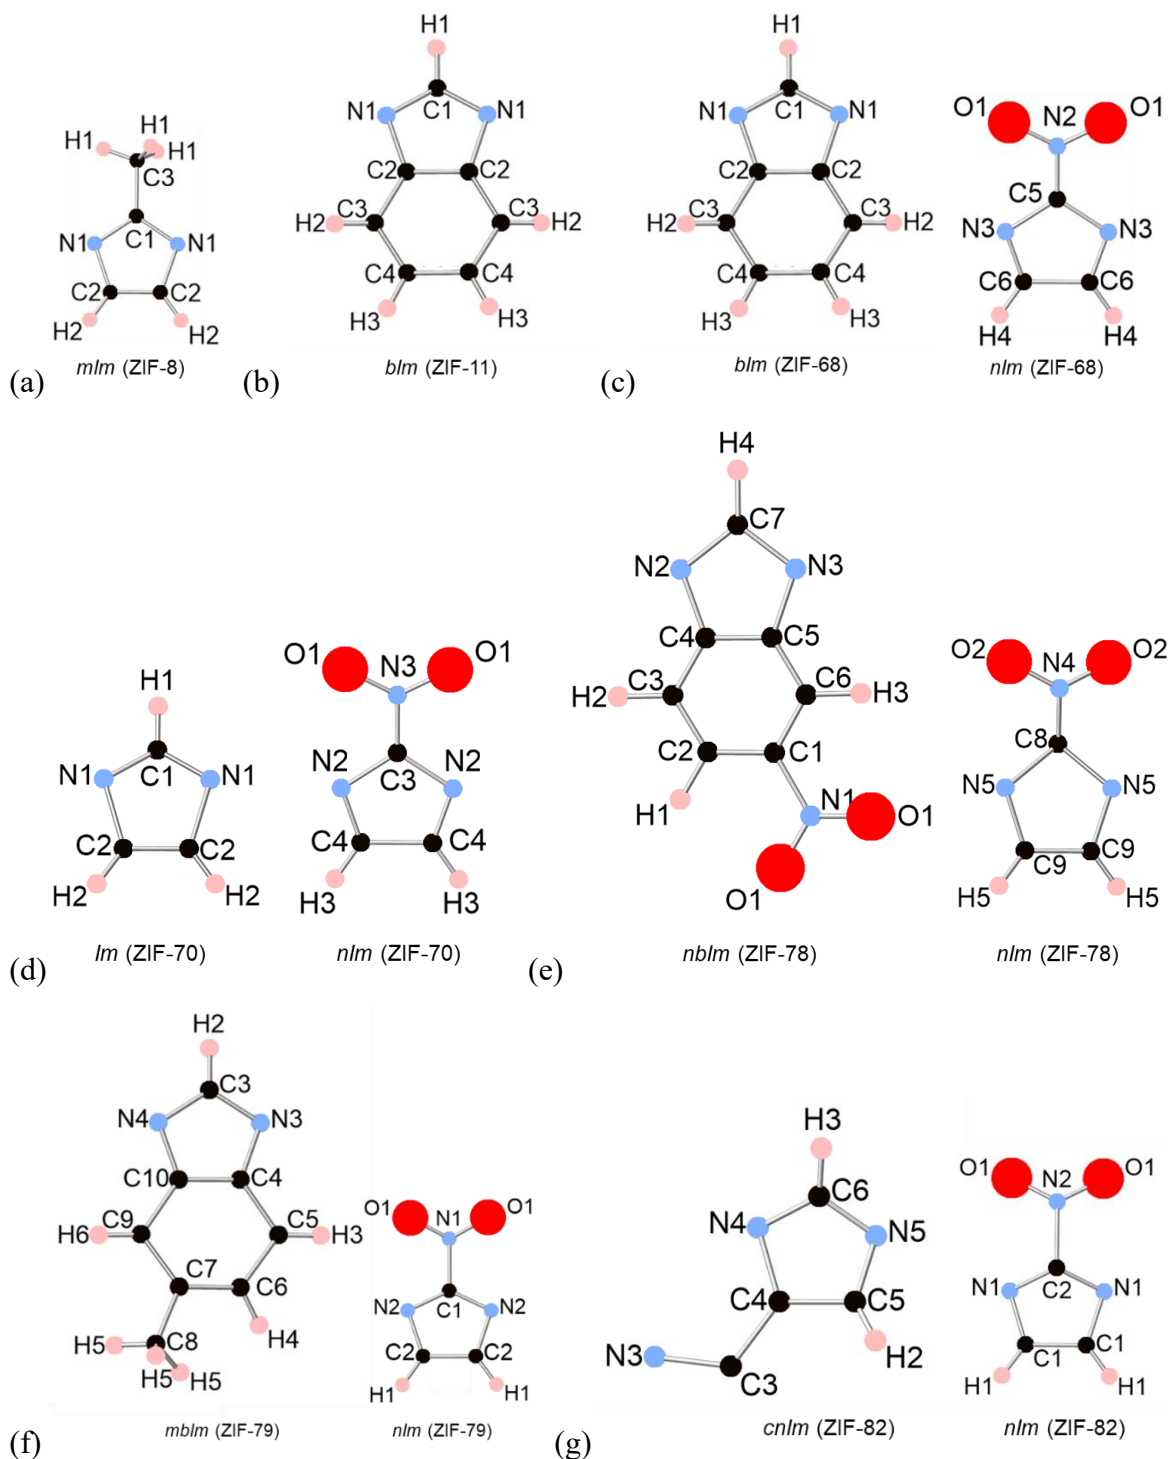 H1 H1 H1
C3
N1 C1 N1
C2 C2
H2 H2
mIm (ZIF-8)
(a)
H1
N1 C1 N1
C2 C2
H2 C3 C3 H2
C4 C4
H3 H3
bIm (ZIF-11)
(b)
H1
N1 C1 N1
C2 C2
H2 C3 C3 H2
C4 C4
H3 H3
bIm (ZIF-68)
O1 N2 O1
C5
N3 N3
C6 C6
H4 H4
nIm (ZIF-68)
(c)
H1
N1 C1 N1
C2 C2
H2 H2
Im (ZIF-70)
O1 N3 O1
N2 C3 N2
C4 C4
H3 H3
nIm (ZIF-70)
(d)
H4
C7
N2 N3
C4 C5
H2 C3 C6 H3
C2 C1
H1 N1 O1
O1
nbIm (ZIF-78)
O2 N4 O2
C8
N5 N5
C9 C9
H5 H5
nIm (ZIF-78)
(e)
H2
C3
N4 N3
C10 C4
H6 C9 C5 H3
C7 C6
H5 C8 H4
H5 H5
mbIm (ZIF-79)
O1 N1 O1
N2 C1 N2
C2 C2
H1 H1
nIm (ZIF-79)
(f)
H3
C6
N4 N5
C4 C5
N3 C3 H2
cnIm (ZIF-82)
O1 N2 O1
N1 C2 N1
C1 C1
H1 H1
nIm (ZIF-82)
(g)